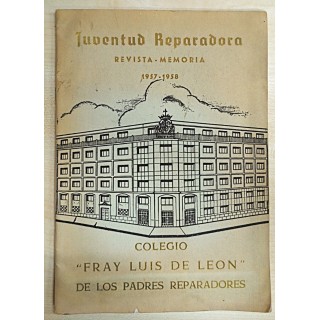 Juventud Reparadora
REVISTA-MEMORIA
1957-1958
COLEGIO
"FRAY LUIS DE LEON"
DE LOS PADRES REPARADORES